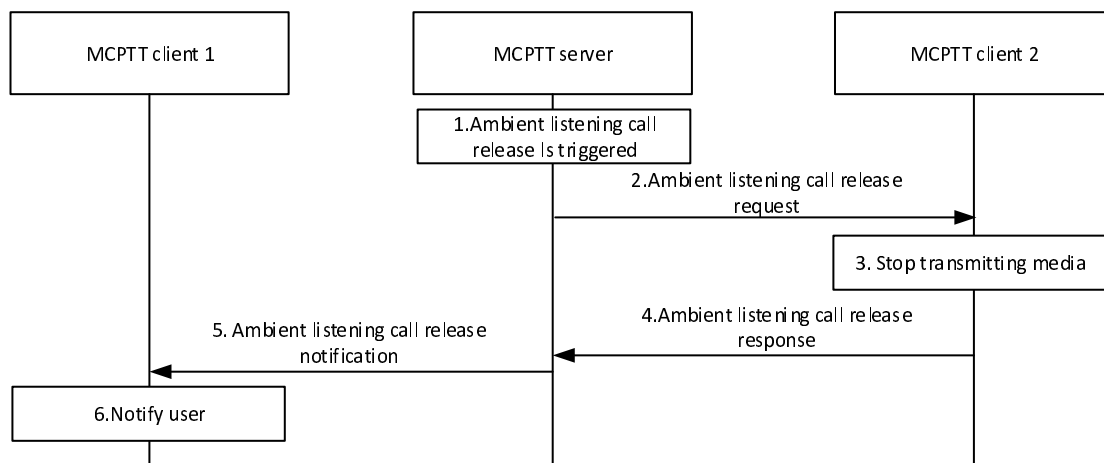 MCPTT client 1
MCPTT server
MCPTT client 2
1.Ambient listening call
release Is triggered
2.Ambient listening call release
request
3. Stop transmitting media
4.Ambient listening call release
response
5. Ambient listening call release
notification
6.Notify user